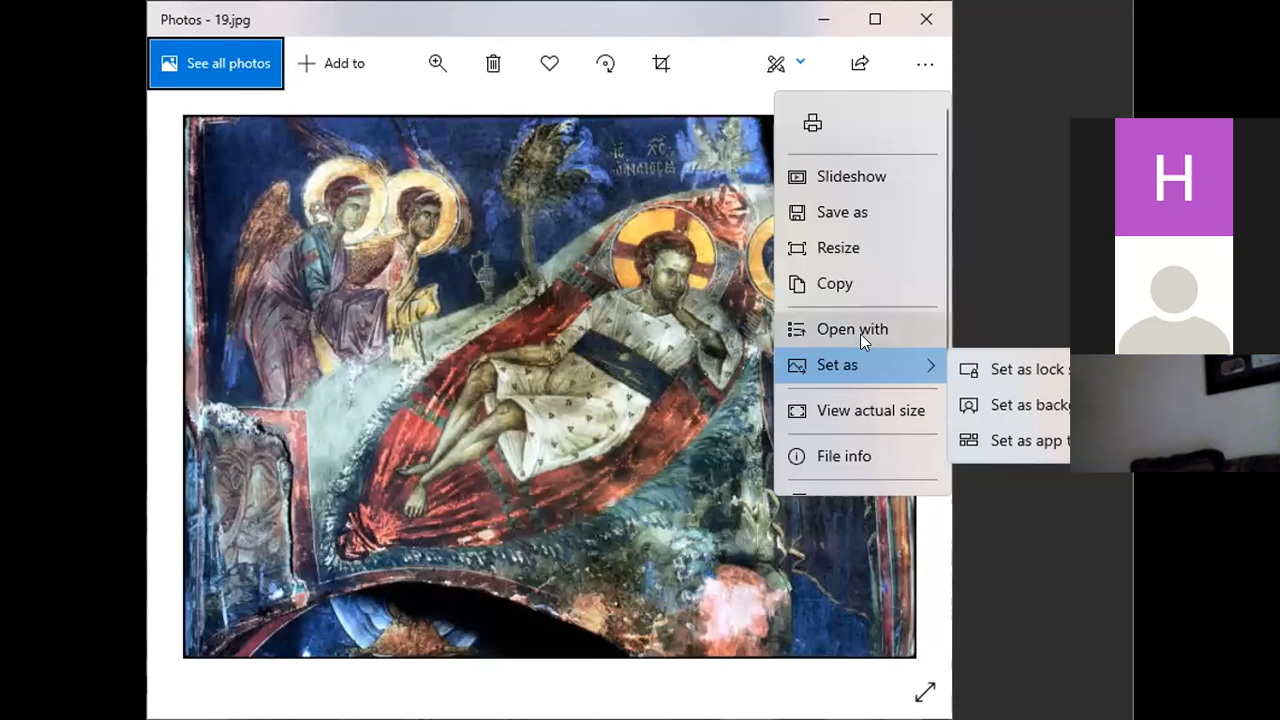 Photos - 19.jpg
See all photos
Add to
Slideshow
Save as
Resize
Copy
Open with
Set as
View actual size
File info
Set as lock
Set as
Set as app
H